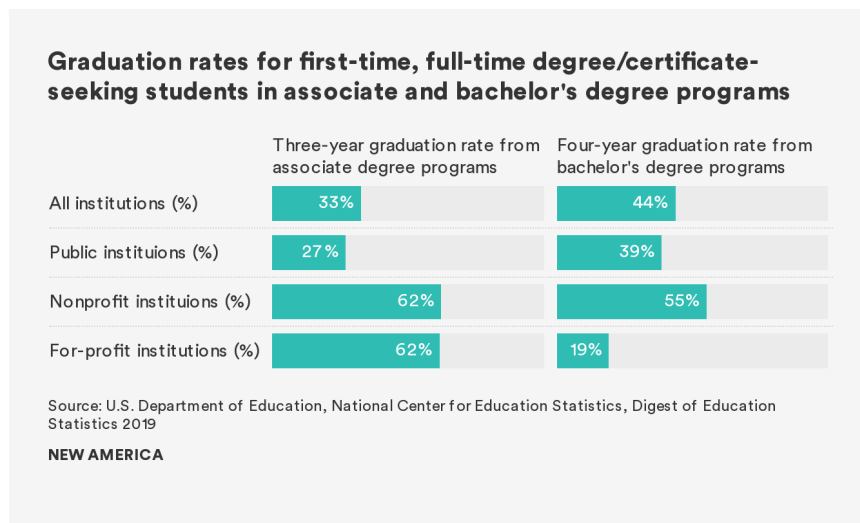 Graduation rates for first-time, full-time degree/certificate-
seeking students in associate and bachelor's degree programs
Three-year graduation rate from
associate degree programs
Four-year graduation rate from
bachelor's degree programs
All institutions (%) 33% 44%
Public instituions (%) 27% 39%
Nonprofit instituions (%) 62% 55%
For-profit institutions (%) 62% 19%
Source: U.S. Department of Education, National Center for Education Statistics, Digest of Education
Statistics 2019
NEW AMERICA